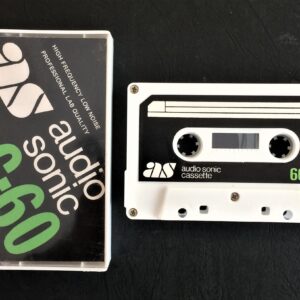 as
audio
sonic
HIGH FREQUENCY LOW NOISE
PROFESSIONAL LAB QUALITY
C-60
as
audio sonic
cassette
60